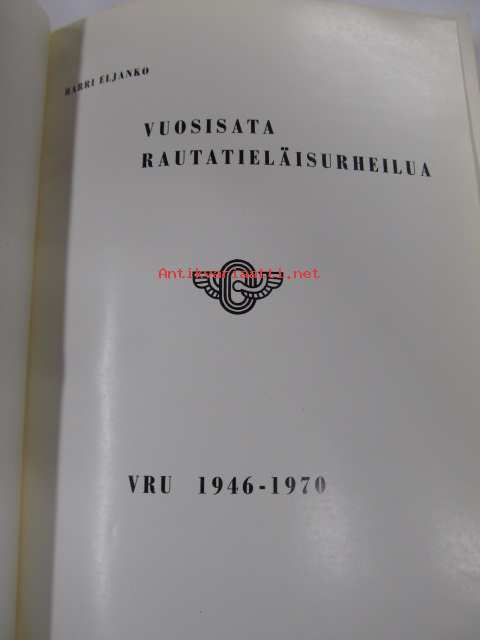 HARRI ELJANKO
VUOSISATA
RAUTATIELÄISURHEILUA
Antikvariaatti.net
VRU 1946-1970